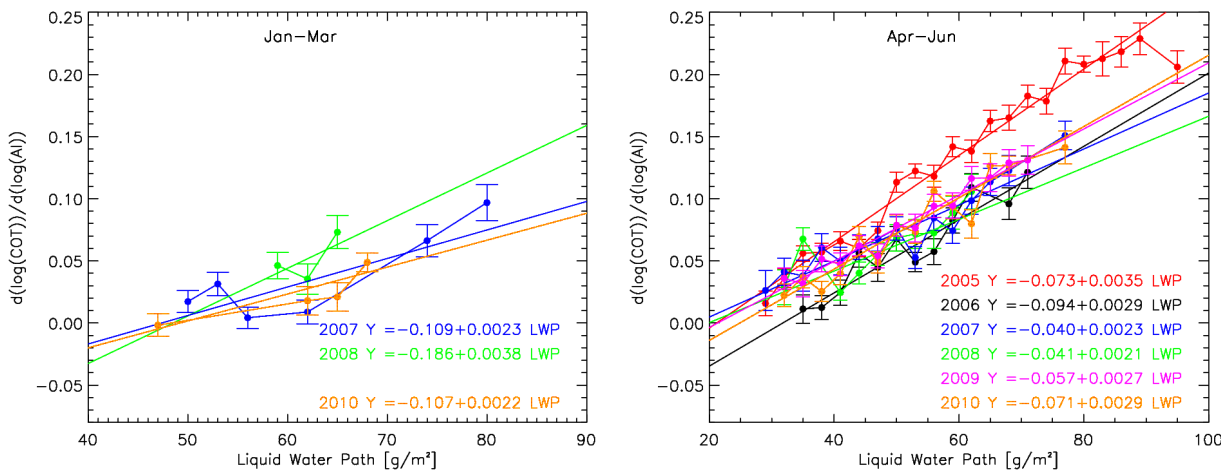 Jan-Mar
d(log(COT))/d(log(AI))
0.25
0.20
0.15
0.10
0.05
0.00
-0.05
2007 Y =-0.109+0.0023 LWP
2008 Y =-0.186+0.0038 LWP
2010 Y =-0.107+0.0022 LWP
40 50 60 70 80 90
Liquid Water Path [g/m²]
Apr-Jun
d(log(COT))/d(log(AI))
0.25
0.20
0.15
0.10
0.05
0.00
-0.05
2005 Y =-0.073+0.0035 LWP
2006 Y =-0.094+0.0029 LWP
2007 Y =-0.040+0.0023 LWP
2008 Y =-0.041+0.0021 LWP
2009 Y =-0.057+0.0027 LWP
2010 Y =-0.071+0.0029 LWP
20 40 60 80 100
Liquid Water Path [g/m²]